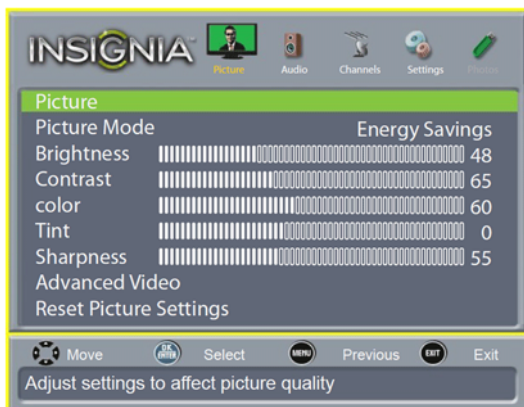 INSIGNIA
Picture Audio Channels Settings Photos
Picture
Picture Mode Energy Savings
Brightness 48
Contrast 65
color 60
Tint 0
Sharpness 55
Advanced Video
Reset Picture Settings
Move OK ENTER Select MENU Previous EXIT Exit
Adjust settings to affect picture quality